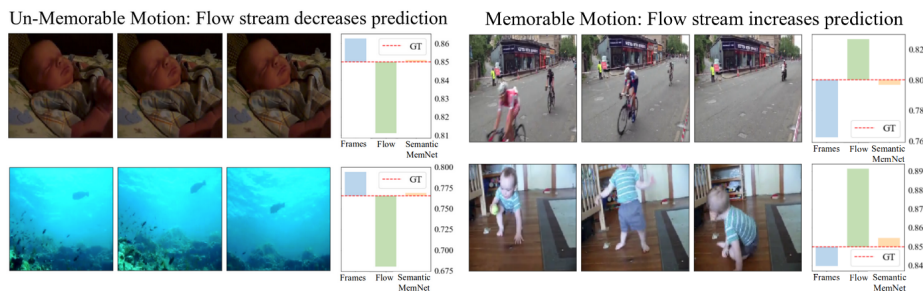 Un-Memorable Motion: Flow stream decreases prediction
GT
0.86
0.85
0.84
0.83
0.82
0.81
Frames Flow Semantic
MemNet
GT
0.800
0.775
0.750
0.725
0.700
0.675
Frames Flow Semantic
MemNet
Memorable Motion: Flow stream increases prediction
GT
0.82
0.80
0.78
0.76
Frames Flow Semantic
MemNet
GT
0.89
0.88
0.87
0.86
0.85
0.84
Frames Flow Semantic
MemNet